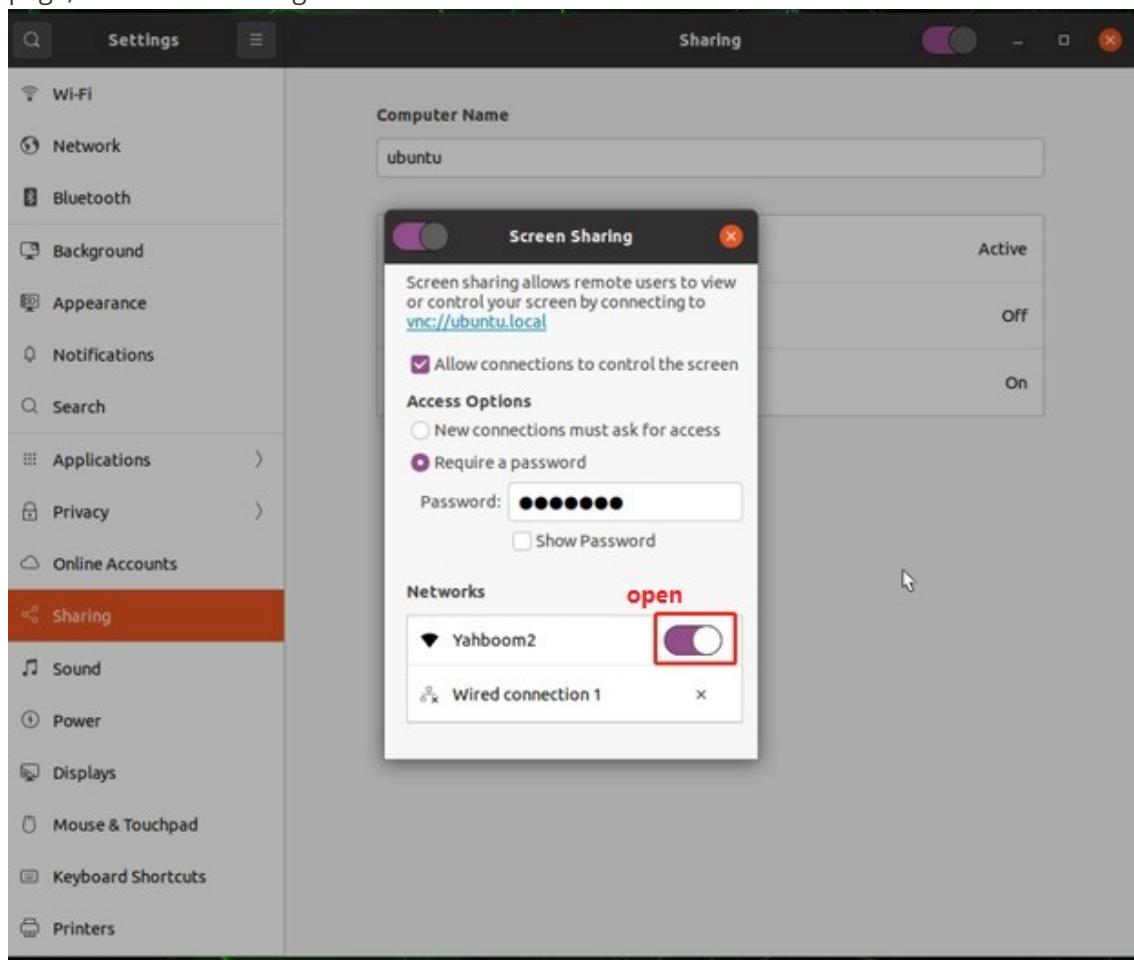 Settings
Sharing
Wi-Fi
Network
Bluetooth
Background
Appearance
Notifications
Search
Applications
Privacy
Online Accounts
Sharing
Sound
Power
Displays
Mouse & Touchpad
Keyboard Shortcuts
Printers
Computer Name
ubuntu
Active
Off
On
Screen Sharing
Screen sharing allows remote users to view
or control your screen by connecting to
vnc://ubuntu.local
Allow connections to control the screen
Access Options
New connections must ask for access
Require a password
Password: ●●●●●●●
Show Password
Networks
open
Yahboom2
Wired connection 1